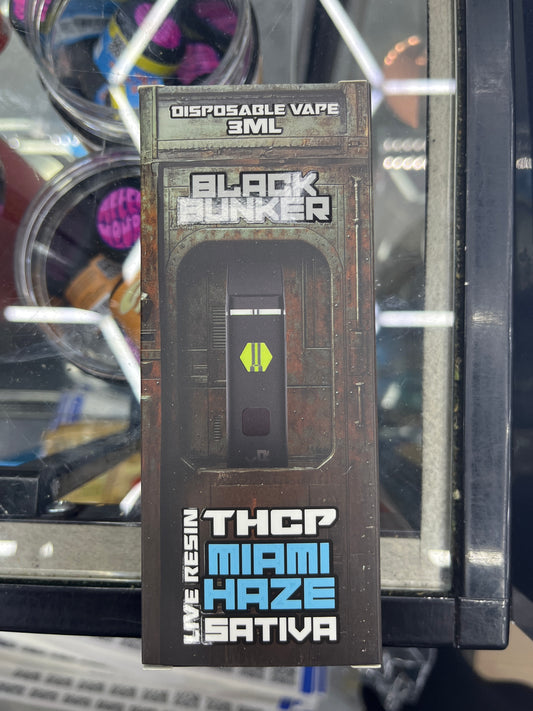 DISPOSABLE VAPE
3ML
BLACK
BUNKER
LIVE RESIN
THCP
MIAMI
HAZE
SATIVA